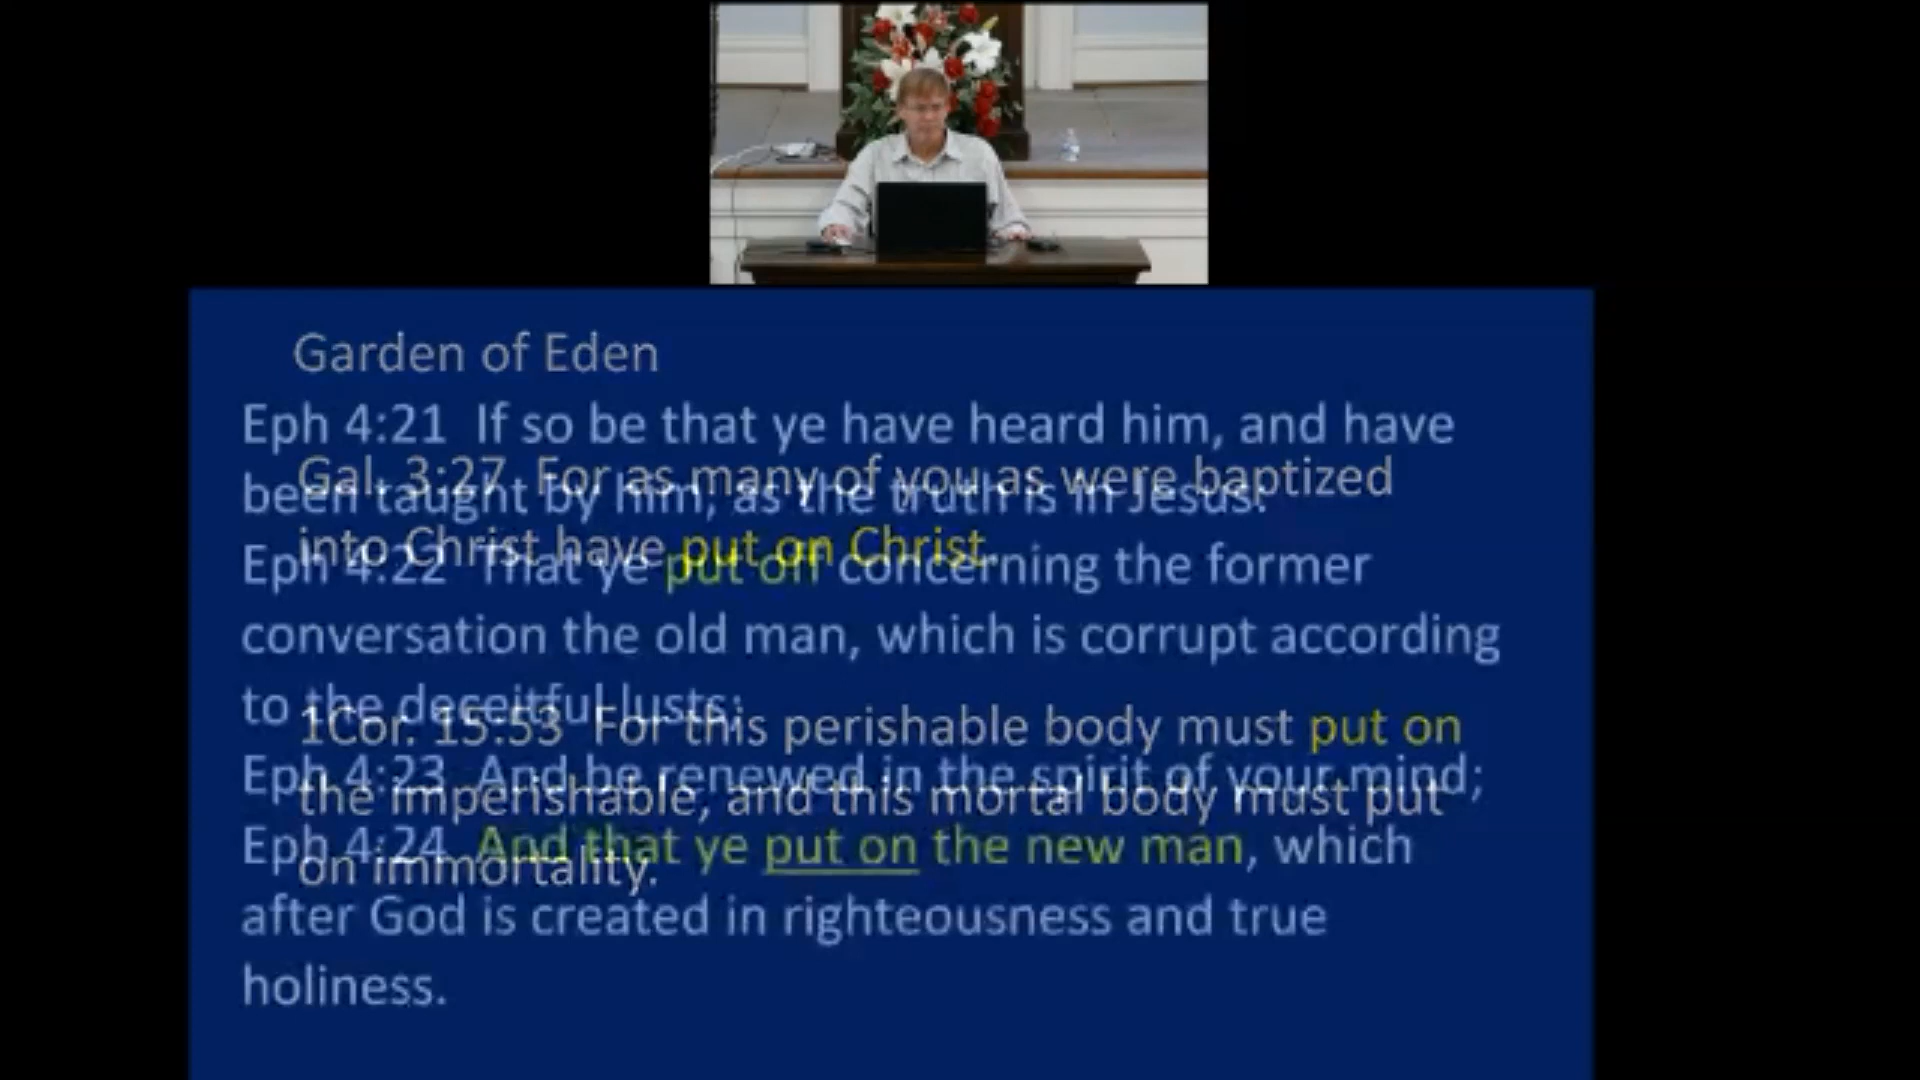 Garden of Eden
Eph 4:21 If so be that ye have heard him, and have
been taught by him, as the truth is in Jesus:
Eph 4:22 That ye put off concerning the former
conversation the old man, which is corrupt according
to the deceitful lusts;
Eph 4:23 And be renewed in the spirit of your mind;
Eph 4:24 And that ye put on the new man, which
after God is created in righteousness and true
holiness.
Gal. 3:27 For as many of you as were baptized
into Christ have put on Christ.
1Cor. 15:53 For this perishable body must put on
the imperishable, and this mortal body must put
on immortality.